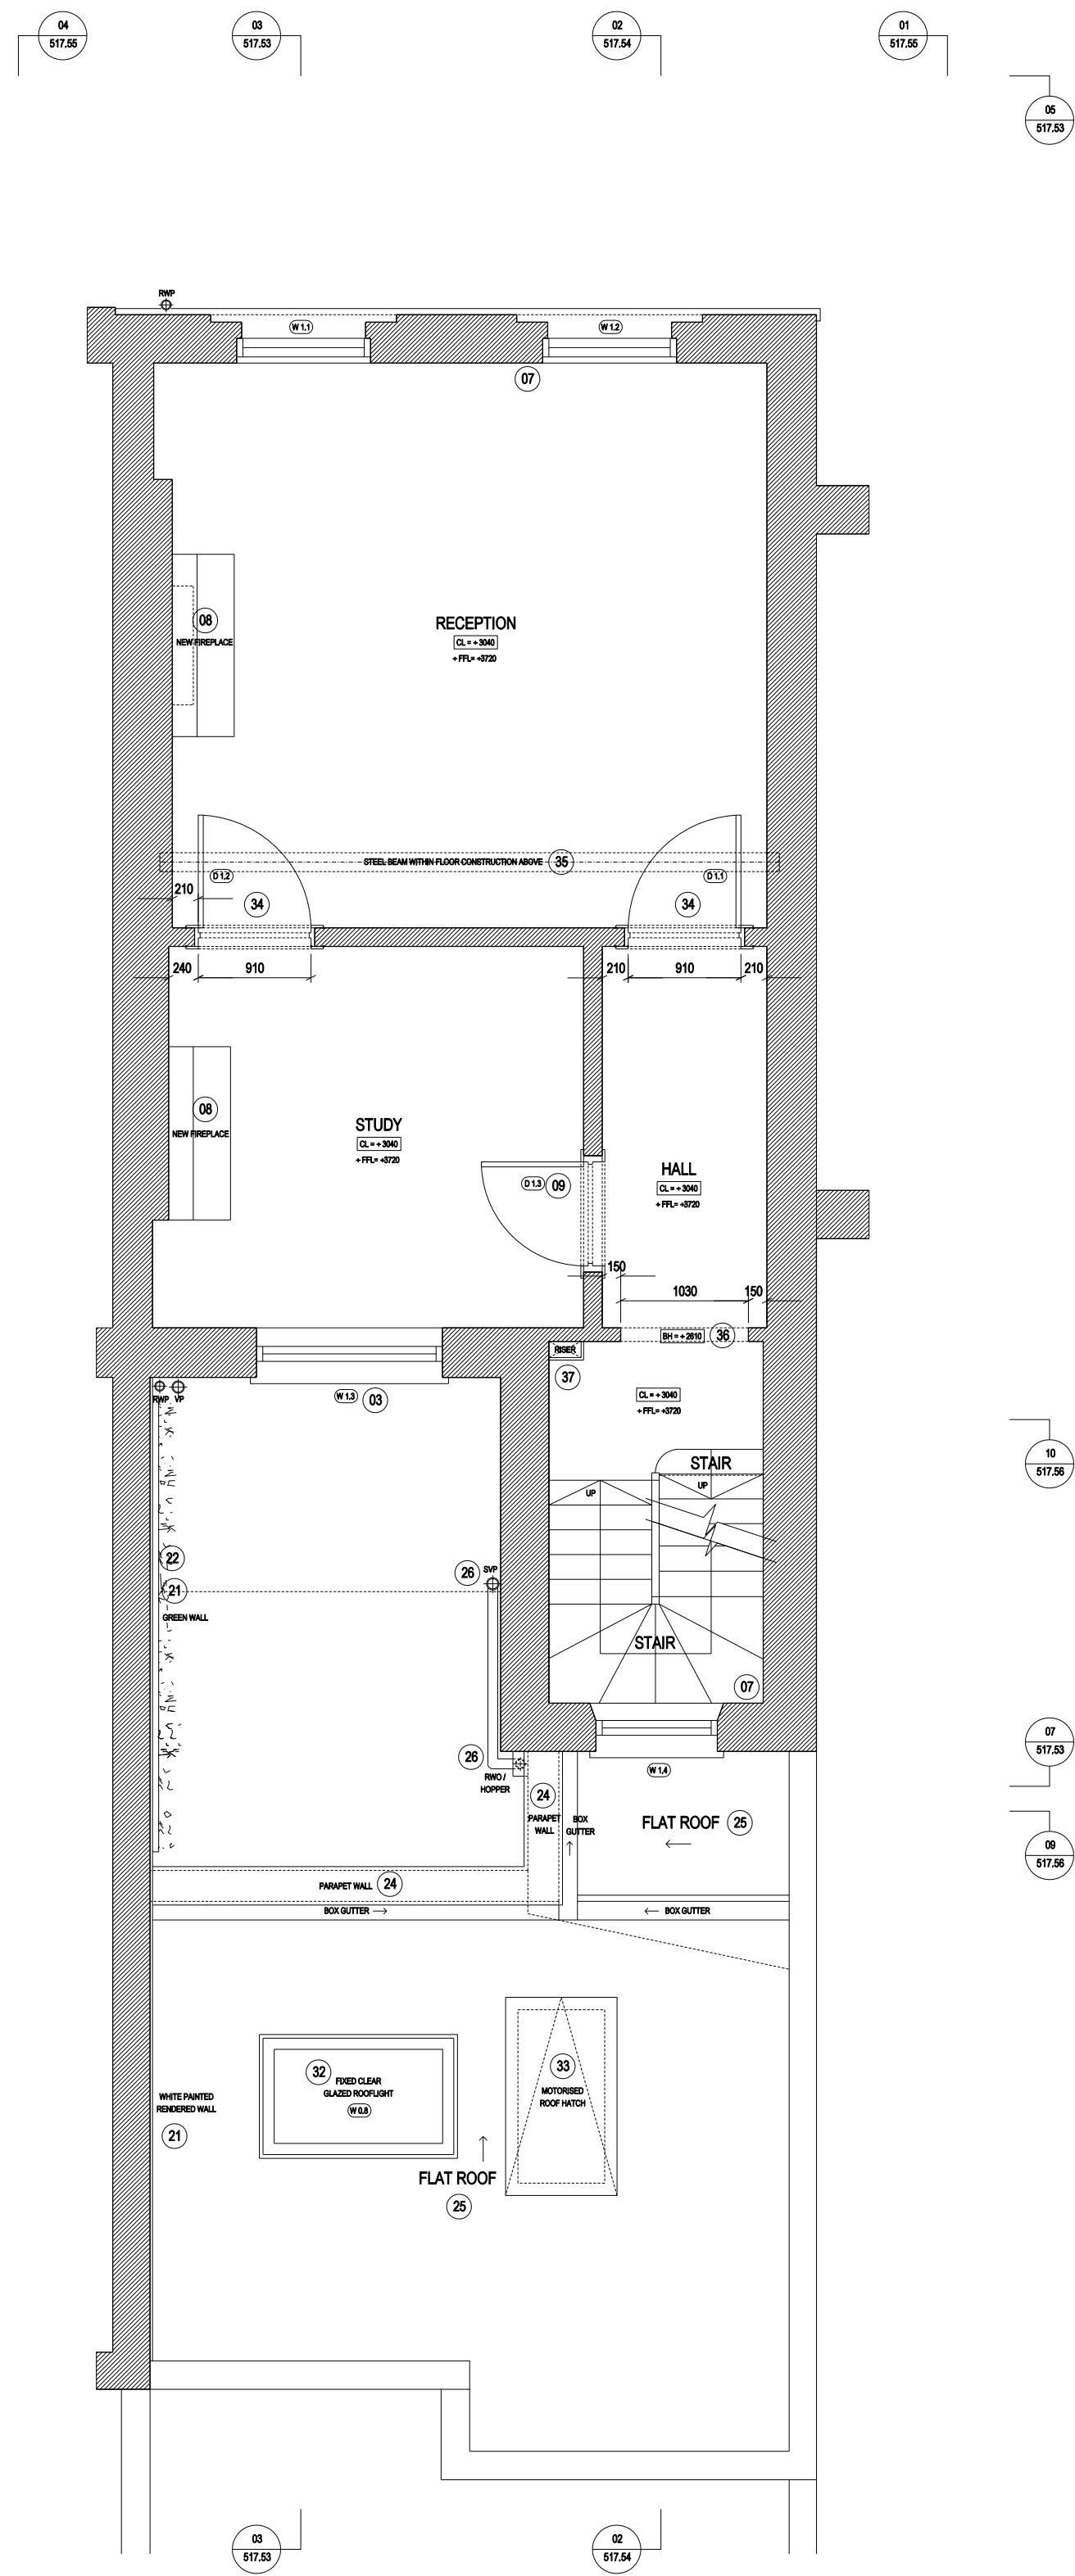 04
517.55
03
517.53
02
517.54
01
517.55
05
517.53
RWP
W 1.1
W 1.2
07
08
NEW FIREPLACE
RECEPTION
CL = + 3040
+ FFL= +3720
STEEL BEAM WITHIN FLOOR CONSTRUCTION ABOVE
35
D 1.2
D 1.1
210
34
34
240
910
210
910
210
08
NEW FIREPLACE
STUDY
CL = + 3040
+ FFL= +3720
D 1.3
09
HALL
CL = + 3040
+ FFL= +3720
150
1030
150
BH = + 2610
36
RISER
37
RWP
VP
W 1.3
03
CL = + 3040
+ FFL= +3720
10
517.56
STAIR
UP
UP
22
21
GREEN WALL
26
SVP
STAIR
07
26
RWO /
HOPPER
W 1.4
07
517.53
24
PARAPET
WALL
BOX
GUTTER
FLAT ROOF
25
09
517.56
PARAPET WALL
24
BOX GUTTER
BOX GUTTER
32
FIXED CLEAR
GLAZED ROOFLIGHT
W 0.8
33
MOTORISED
ROOF HATCH
WHITE PAINTED
RENDERED WALL
21
FLAT ROOF
25
03
517.53
02
517.54